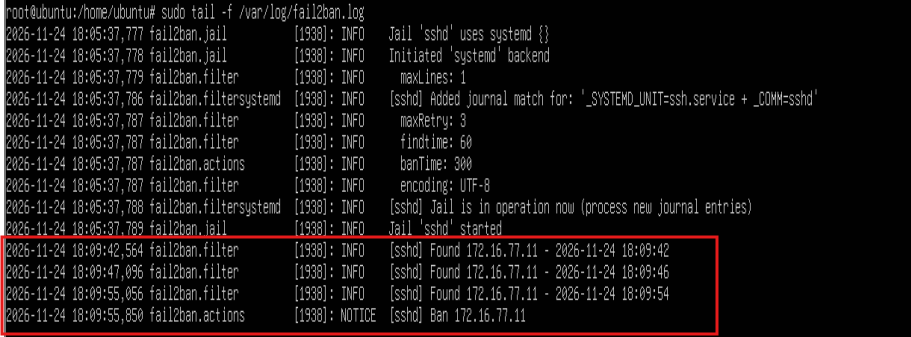 root@ubuntu:/home/ubuntu# sudo tail -f /var/log/fail2ban.log
2026-11-24 18:05:37,777 fail2ban.jail [1938]: INFO Jail 'sshd' uses systemd {}
2026-11-24 18:05:37,778 fail2ban.jail [1938]: INFO Initiated 'systemd' backend
2026-11-24 18:05:37,779 fail2ban.filter [1938]: INFO maxLines: 1
2026-11-24 18:05:37,786 fail2ban.filtersystemd [1938]: INFO [sshd] Added journal match for: '_SYSTEMD_UNIT=ssh.service + _COMM=sshd'
2026-11-24 18:05:37,787 fail2ban.filter [1938]: INFO maxRetry: 3
2026-11-24 18:05:37,787 fail2ban.filter [1938]: INFO findtime: 60
2026-11-24 18:05:37,787 fail2ban.actions [1938]: INFO banTime: 300
2026-11-24 18:05:37,787 fail2ban.filter [1938]: INFO encoding: UTF-8
2026-11-24 18:05:37,788 fail2ban.filtersystemd [1938]: INFO [sshd] Jail is in operation now (process new journal entries)
2026-11-24 18:05:37,789 fail2ban.jail [1938]: INFO Jail 'sshd' started
2026-11-24 18:09:42,564 fail2ban.filter [1938]: INFO [sshd] Found 172.16.77.11 - 2026-11-24 18:09:42
2026-11-24 18:09:47,096 fail2ban.filter [1938]: INFO [sshd] Found 172.16.77.11 - 2026-11-24 18:09:46
2026-11-24 18:09:55,056 fail2ban.filter [1938]: INFO [sshd] Found 172.16.77.11 - 2026-11-24 18:09:54
2026-11-24 18:09:55,850 fail2ban.actions [1938]: NOTICE [sshd] Ban 172.16.77.11